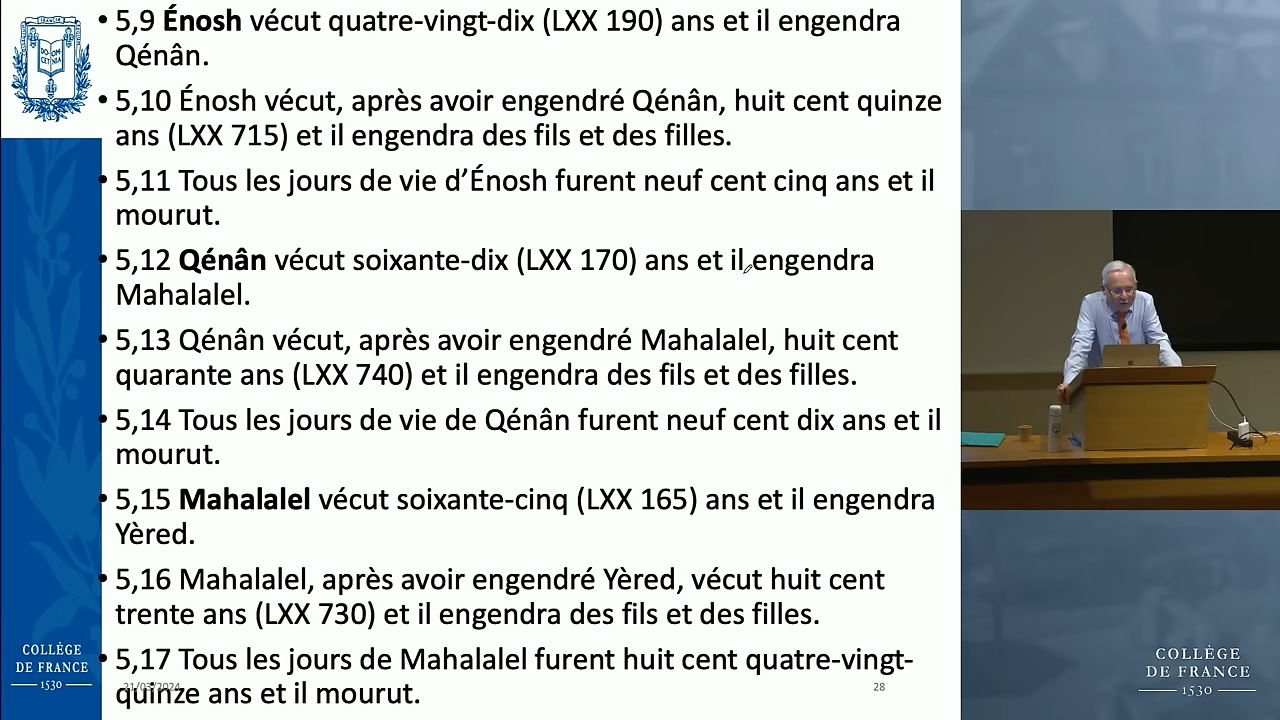 • 5,9 Énosh vécut quatre-vingt-dix (LXX 190) ans et il engendra
Qénân.
• 5,10 Énosh vécut, après avoir engendré Qénân, huit cent quinze
ans (LXX 715) et il engendra des fils et des filles.
• 5,11 Tous les jours de vie d’Énosh furent neuf cent cinq ans et il
mourut.
• 5,12 Qénân vécut soixante-dix (LXX 170) ans et il engendra
Mahalalel.
• 5,13 Qénân vécut, après avoir engendré Mahalalel, huit cent
quarante ans (LXX 740) et il engendra des fils et des filles.
• 5,14 Tous les jours de vie de Qénân furent neuf cent dix ans et il
mourut.
• 5,15 Mahalalel vécut soixante-cinq (LXX 165) ans et il engendra
Yèred.
• 5,16 Mahalalel, après avoir engendré Yèred, vécut huit cent
trente ans (LXX 730) et il engendra des fils et des filles.
• 5,17 Tous les jours de Mahalalel furent huit cent quatre-vingt-
quinze ans et il mourut.
21/03/2024
28
COLLÈGE
DE FRANCE
1530
COLLÈGE
DE FRANCE
1530